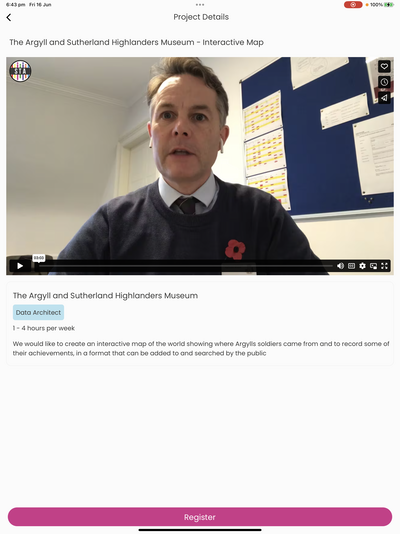 6:43 pm Fri 16 Jun
100%
Project Details
The Argyll and Sutherland Highlanders Museum - Interactive Map
STA
03:03
The Argyll and Sutherland Highlanders Museum
Data Architect
1 - 4 hours per week
We would like to create an interactive map of the world showing where Argylls soldiers came from and to record some of
their achievements, in a format that can be added to and searched by the public
Register